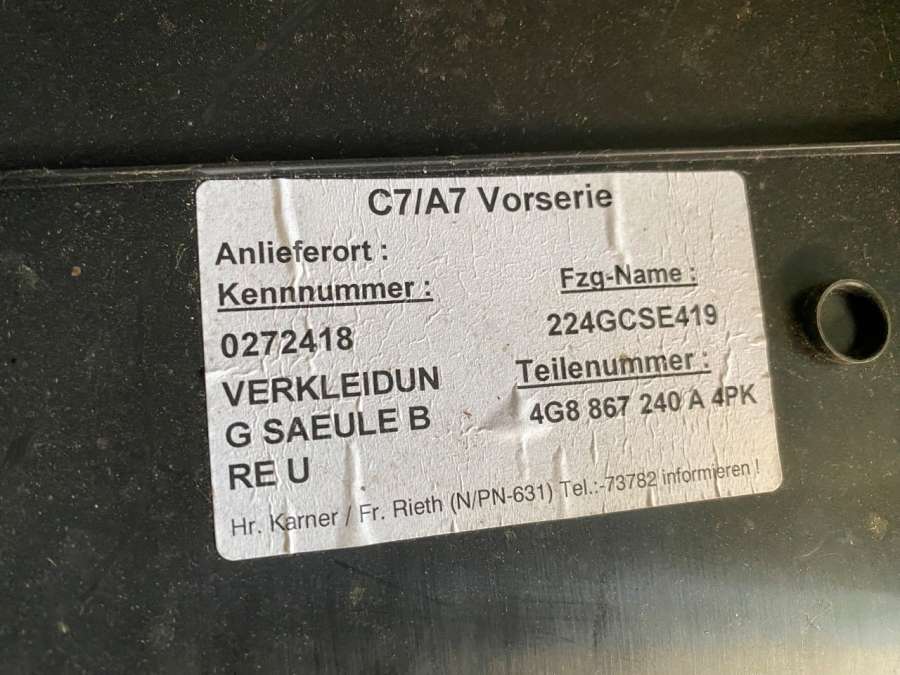 C7/A7 Vorserie
Anlieferort :
Kennnummer :
0272418
VERKLEIDUN
G SAEULE B
RE U
Fzg-Name :
224GCSE419
Teilenummer :
4G8 867 240 A 4PK
Hr. Karner / Fr. Rieth (N/PN-631) Tel.:-73782 informieren !